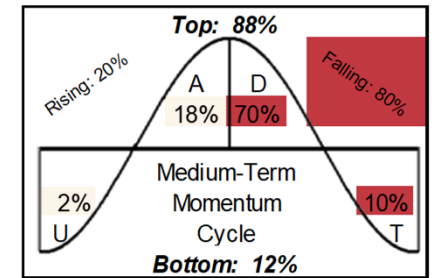 Top: 88%
Rising: 20%
Falling: 80%
A D
18% 70%
Medium-Term
2% Momentum 10%
U Cycle T
Bottom: 12%